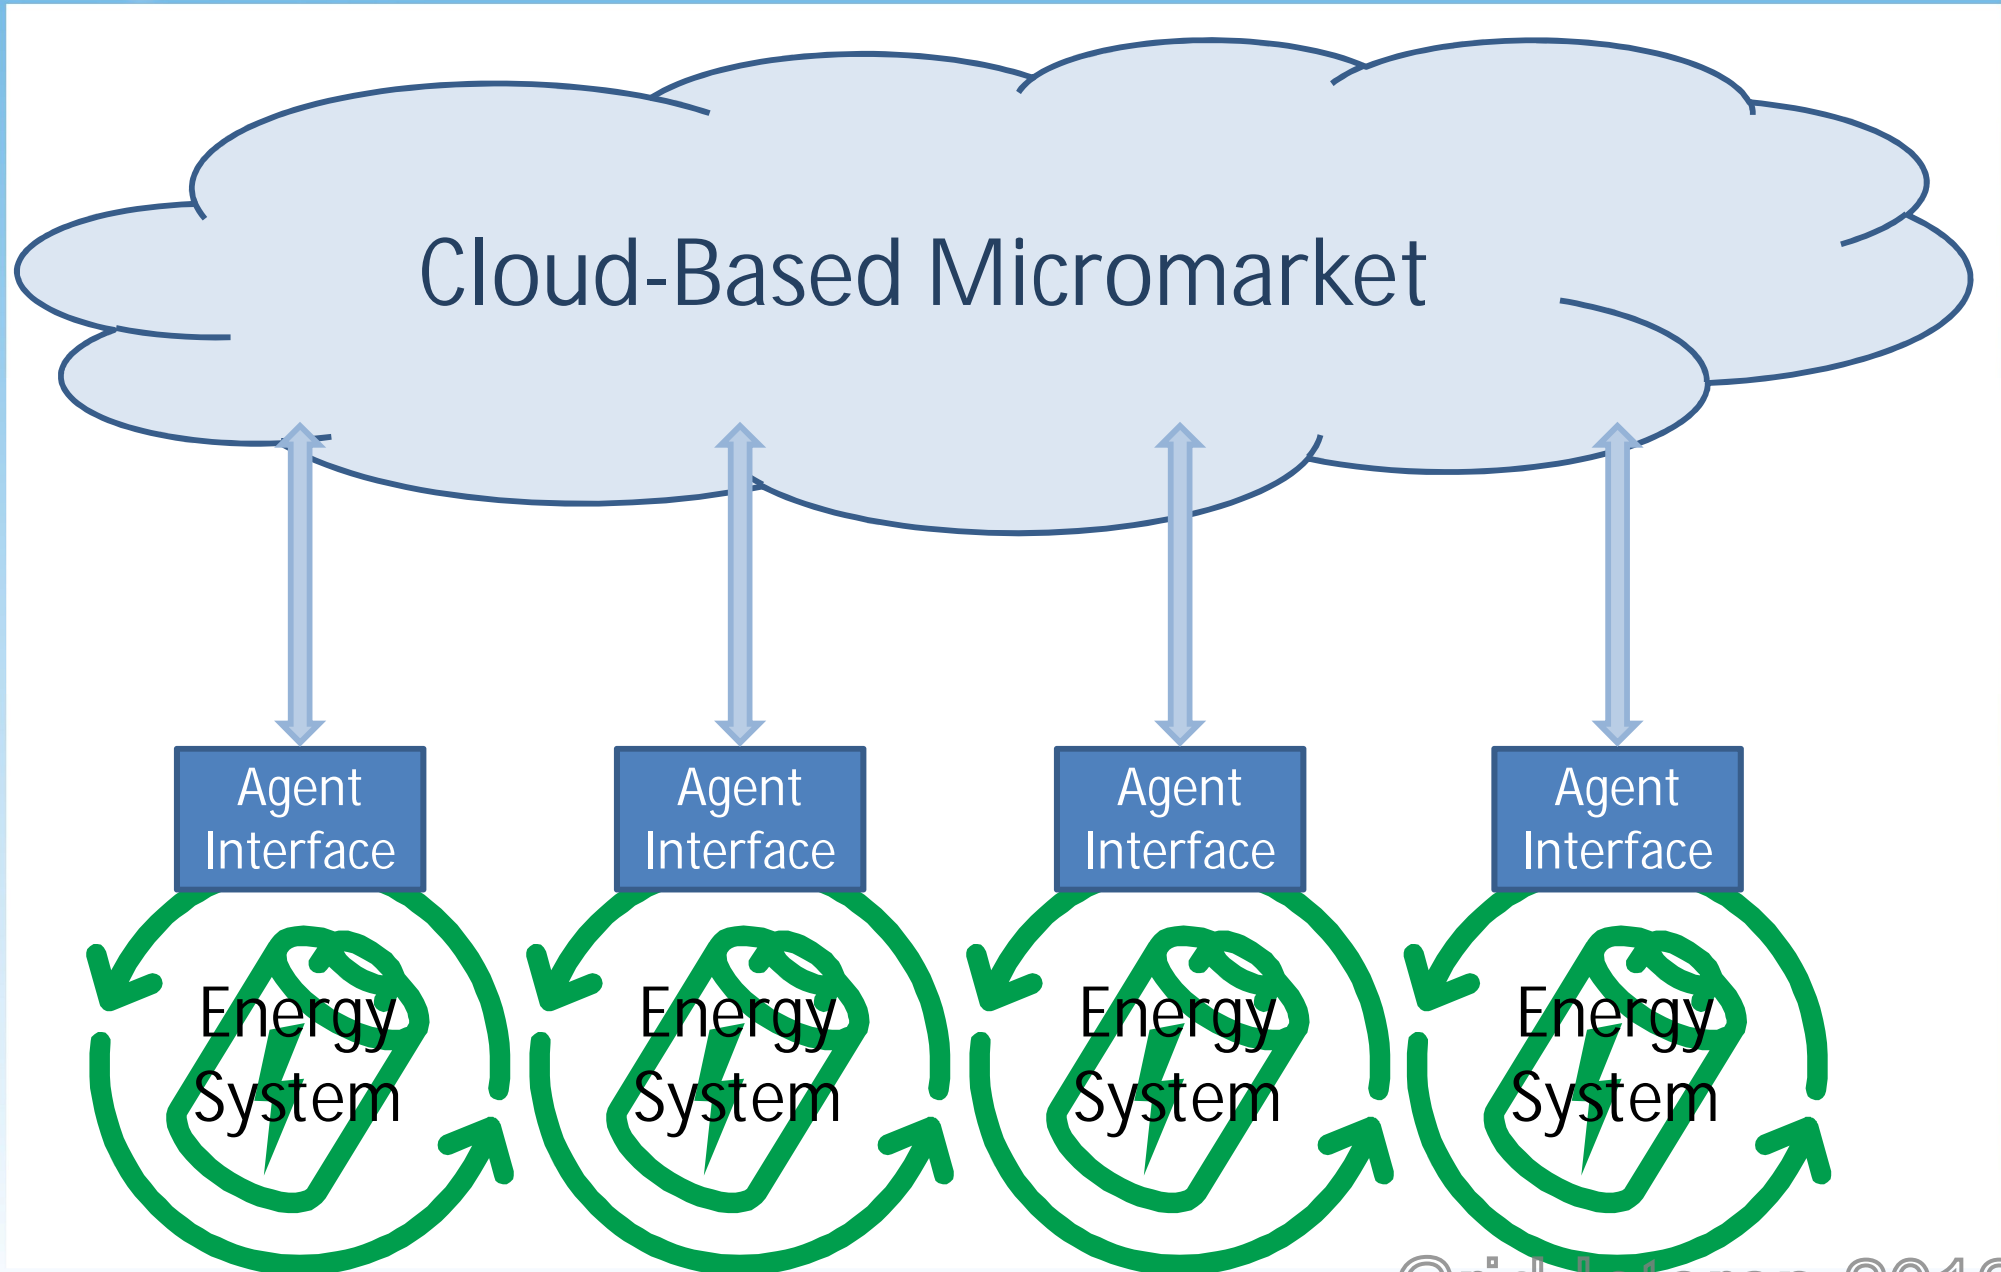 Cloud-Based Micromarket
Agent
Interface
Agent
Interface
Agent
Interface
Agent
Interface
Energy
System
Energy
System
Energy
System
Energy
System